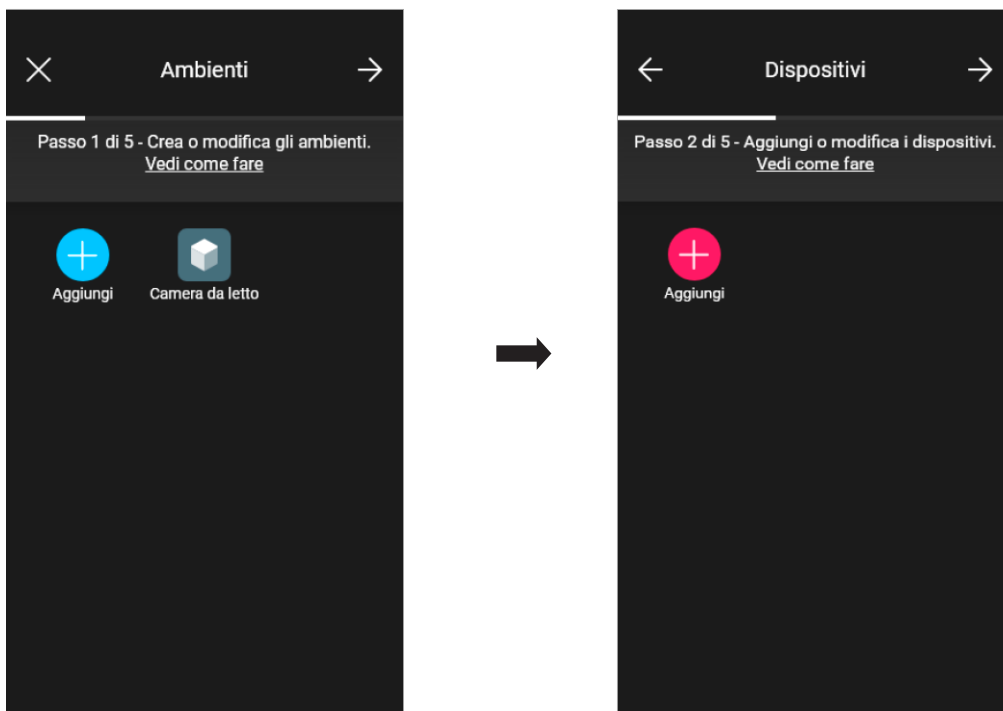 Ambienti
Passo 1 di 5 - Crea o modifica gli ambienti.
Vedi come fare
Aggiungi
Camera da letto
Dispositivi
Passo 2 di 5 - Aggiungi o modifica i dispositivi.
Vedi come fare
Aggiungi